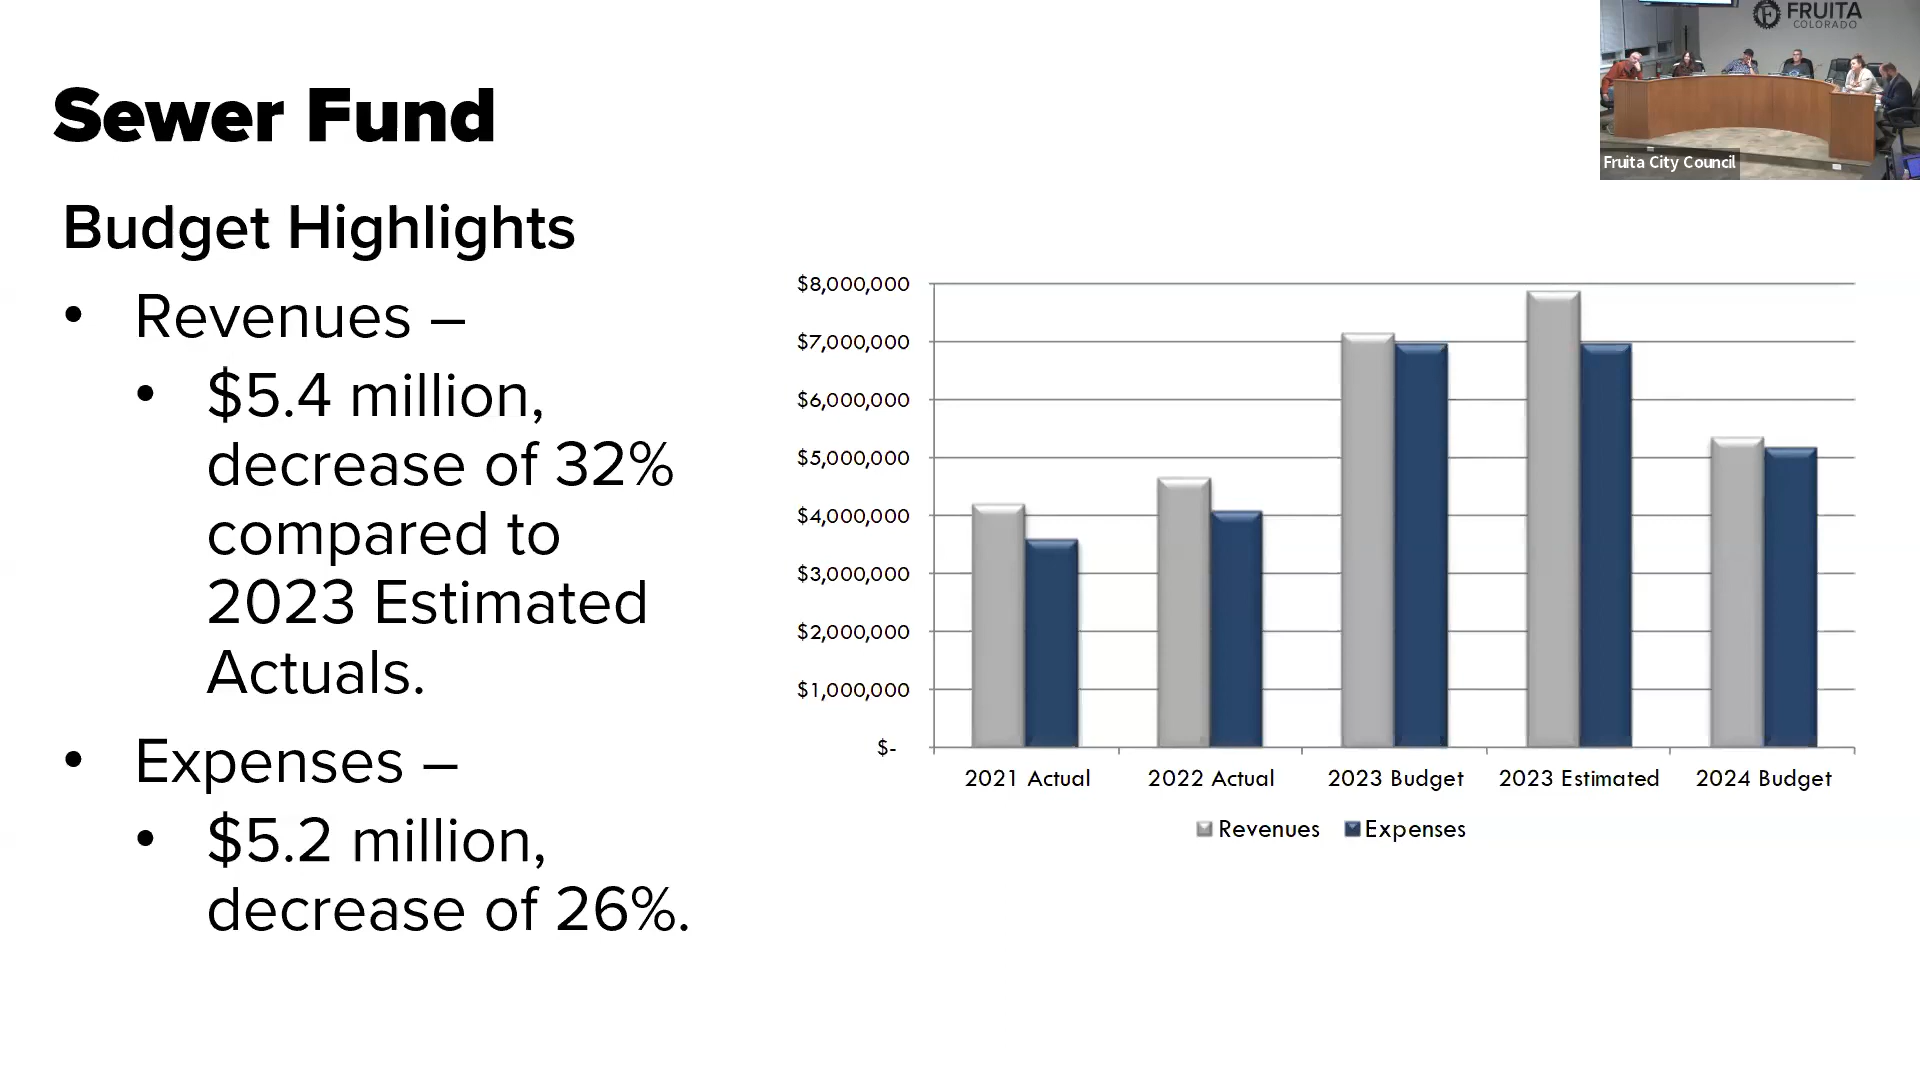 Sewer Fund
Budget Highlights
• Revenues –
• $5.4 million,
decrease of 32%
compared to
2023 Estimated
Actuals.
• Expenses –
• $5.2 million,
decrease of 26%.
FRUITA
COLORADO
Fruita City Council
$8,000,000
$7,000,000
$6,000,000
$5,000,000
$4,000,000
$3,000,000
$2,000,000
$1,000,000
$-
2021 Actual 2022 Actual 2023 Budget 2023 Estimated 2024 Budget
Revenues Expenses